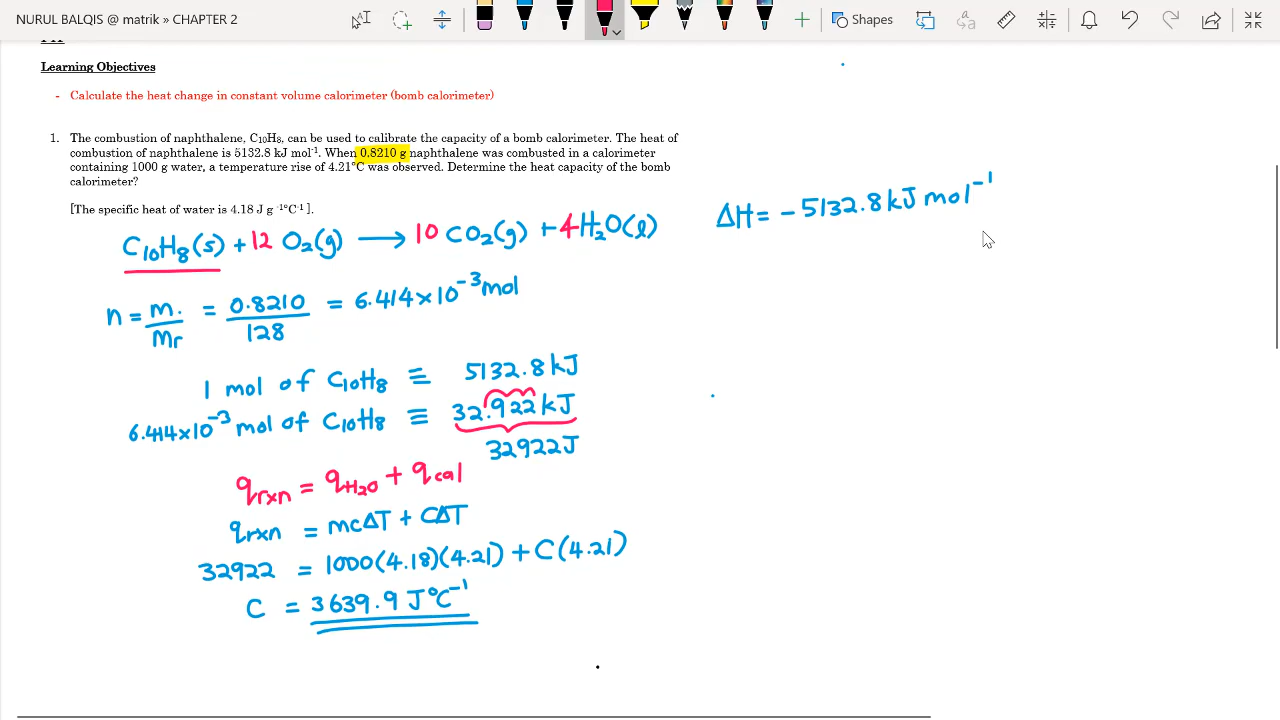 NURUL BALQIS @ matrik » CHAPTER 2
Shapes
Learning Objectives
- Calculate the heat change in constant volume calorimeter (bomb calorimeter)
1. The combustion of naphthalene, C10H8, can be used to calibrate the capacity of a bomb calorimeter. The heat of
combustion of naphthalene is 5132.8 kJ mol⁻¹. When 0.8210 g naphthalene was combusted in a calorimeter
containing 1000 g water, a temperature rise of 4.21°C was observed. Determine the heat capacity of the bomb
calorimeter?
[The specific heat of water is 4.18 J g ⁻¹°C⁻¹ ].
C₁₀H₈(s) + 12 O₂(g) ⟶ 10 CO₂(g) + 4H₂O(l)
ΔH = -5132.8 kJ mol⁻¹
n = m. / Mr = 0.8210 / 128 = 6.414 × 10⁻³ mol
1 mol of C₁₀H₈ ≡ 5132.8 kJ
6.414×10⁻³ mol of C₁₀H₈ ≡ 32.922 kJ
32922 J
q rxn = q H₂O + q cal
q rxn = mcΔT + CΔT
32922 = 1000(4.18)(4.21) + C(4.21)
C = 3639.9 J°C⁻¹